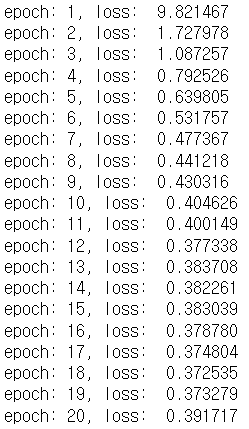 epoch: 1, loss:  9.821467
epoch: 2, loss:  1.727978
epoch: 3, loss:  1.087257
epoch: 4, loss:  0.792526
epoch: 5, loss:  0.639805
epoch: 6, loss:  0.531757
epoch: 7, loss:  0.477367
epoch: 8, loss:  0.441218
epoch: 9, loss:  0.430316
epoch: 10, loss:  0.404626
epoch: 11, loss:  0.400149
epoch: 12, loss:  0.377338
epoch: 13, loss:  0.383708
epoch: 14, loss:  0.382261
epoch: 15, loss:  0.383039
epoch: 16, loss:  0.378780
epoch: 17, loss:  0.374804
epoch: 18, loss:  0.372535
epoch: 19, loss:  0.373279
epoch: 20, loss:  0.391717